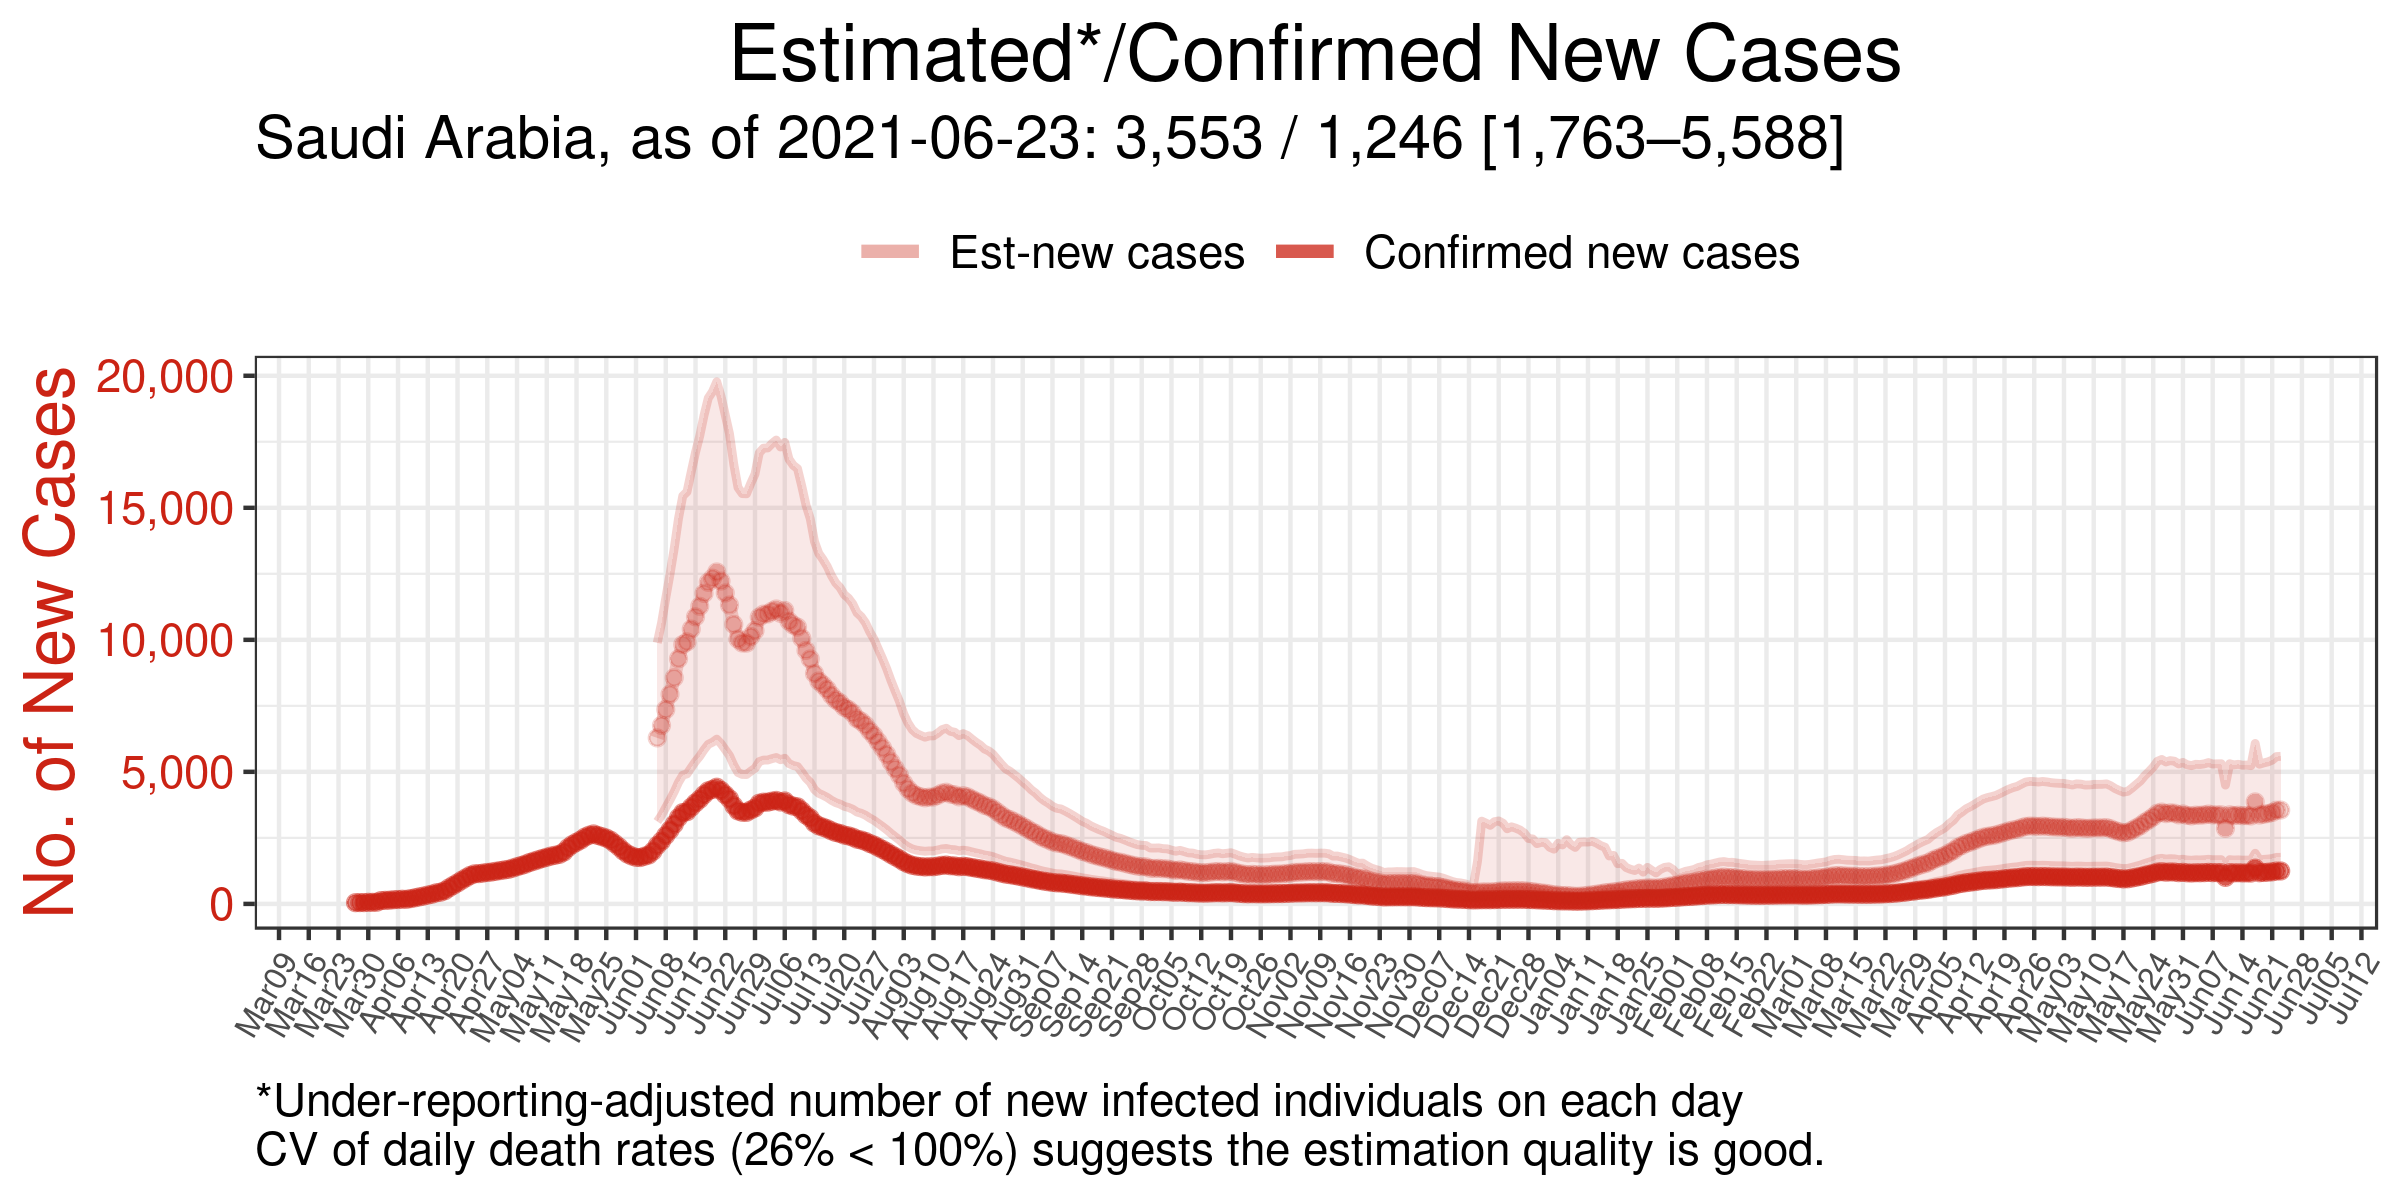 Estimated*/Confirmed New Cases
Saudi Arabia, as of 2021-06-23: 3,553 / 1,246 [1,763–5,588]
Est-new cases
Confirmed new cases
No. of New Cases
20,000
15,000
10,000
5,000
0
Mar09
Mar16
Mar23
Mar30
Apr06
Apr13
Apr20
Apr27
May04
May11
May18
May25
Jun01
Jun08
Jun15
Jun22
Jun29
Jul06
Jul13
Jul20
Jul27
Aug03
Aug10
Aug17
Aug24
Aug31
Sep07
Sep14
Sep21
Sep28
Oct05
Oct12
Oct19
Oct26
Nov02
Nov09
Nov16
Nov23
Nov30
Dec07
Dec14
Dec21
Dec28
Jan04
Jan11
Jan18
Jan25
Feb01
Feb08
Feb15
Feb22
Mar01
Mar08
Mar15
Mar22
Mar29
Apr05
Apr12
Apr19
Apr26
May03
May10
May17
May24
May31
Jun07
Jun14
Jun21
Jun28
Jul05
Jul12
*Under-reporting-adjusted number of new infected individuals on each day
CV of daily death rates (26% < 100%) suggests the estimation quality is good.